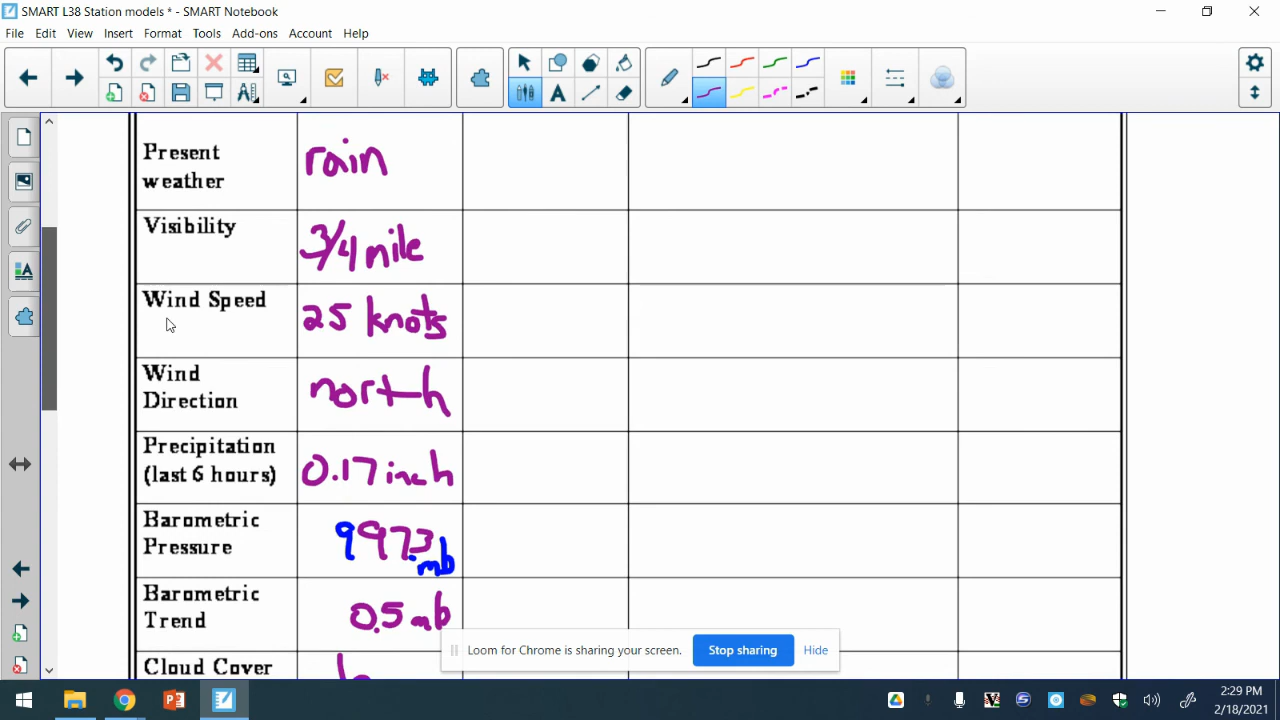 SMART L38 Station models * - SMART Notebook
File Edit View Insert Format Tools Add-ons Account Help
Present
weather
rain
Visibility
3/4 mile
Wind Speed
25 knots
Wind
Direction
north
Precipitation
(last 6 hours)
0.17 inch
Barometric
Pressure
997.3
mb
Barometric
Trend
0.5 mb
Cloud Cover
Loom for Chrome is sharing your screen. Stop sharing Hide
2:29 PM
2/18/2021